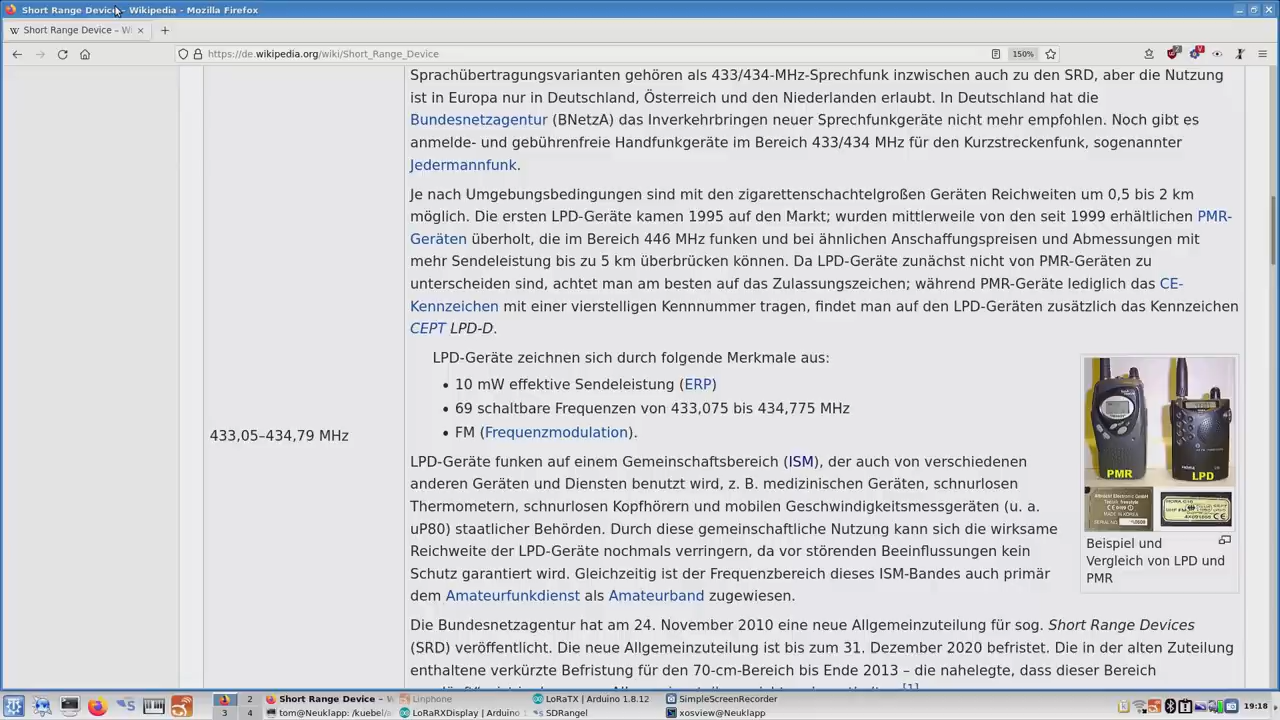 Short Range Device – Wikipedia - Mozilla Firefox
Short Range Device – Wi
https://de.wikipedia.org/wiki/Short_Range_Device
150%
Sprachübertragungsvarianten gehören als 433/434-MHz-Sprechfunk inzwischen auch zu den SRD, aber die Nutzung
ist in Europa nur in Deutschland, Österreich und den Niederlanden erlaubt. In Deutschland hat die
Bundesnetzagentur (BNetzA) das Inverkehrbringen neuer Sprechfunkgeräte nicht mehr empfohlen. Noch gibt es
anmelde- und gebührenfreie Handfunkgeräte im Bereich 433/434 MHz für den Kurzstreckenfunk, sogenannter
Jedermannfunk.
Je nach Umgebungsbedingungen sind mit den zigarettenschachtelgroßen Geräten Reichweiten um 0,5 bis 2 km
möglich. Die ersten LPD-Geräte kamen 1995 auf den Markt; wurden mittlerweile von den seit 1999 erhältlichen PMR-
Geräten überholt, die im Bereich 446 MHz funken und bei ähnlichen Anschaffungspreisen und Abmessungen mit
mehr Sendeleistung bis zu 5 km überbrücken können. Da LPD-Geräte zunächst nicht von PMR-Geräten zu
unterscheiden sind, achtet man am besten auf das Zulassungszeichen; während PMR-Geräte lediglich das CE-
Kennzeichen mit einer vierstelligen Kennnummer tragen, findet man auf den LPD-Geräten zusätzlich das Kennzeichen
CEPT LPD-D.
LPD-Geräte zeichnen sich durch folgende Merkmale aus:
• 10 mW effektive Sendeleistung (ERP)
• 69 schaltbare Frequenzen von 433,075 bis 434,775 MHz
• FM (Frequenzmodulation).
433,05–434,79 MHz
LPD-Geräte funken auf einem Gemeinschaftsbereich (ISM), der auch von verschiedenen
anderen Geräten und Diensten benutzt wird, z. B. medizinischen Geräten, schnurlosen
Thermometern, schnurlosen Kopfhörern und mobilen Geschwindigkeitsmessgeräten (u. a.
uP80) staatlicher Behörden. Durch diese gemeinschaftliche Nutzung kann sich die wirksame
Reichweite der LPD-Geräte nochmals verringern, da vor störenden Beeinflussungen kein
Schutz garantiert wird. Gleichzeitig ist der Frequenzbereich dieses ISM-Bandes auch primär
dem Amateurfunkdienst als Amateurband zugewiesen.
PMR
LPD
Beispiel und
Vergleich von LPD und
PMR
Die Bundesnetzagentur hat am 24. November 2010 eine neue Allgemeinzuteilung für sog. Short Range Devices
(SRD) veröffentlicht. Die neue Allgemeinzuteilung ist bis zum 31. Dezember 2020 befristet. Die in der alten Zuteilung
enthaltene verkürzte Befristung für den 70-cm-Bereich bis Ende 2013 – die nahelegte, dass dieser Bereich
[1]
2
3
4
Short Range Device –
Linphone
LoRaTX | Arduino 1.8.12
SimpleScreenRecorder
tom@Neuklapp: /kuebel/
LoRaRXDisplay | Arduino
SDRangel
xosview@Neuklapp
19:18